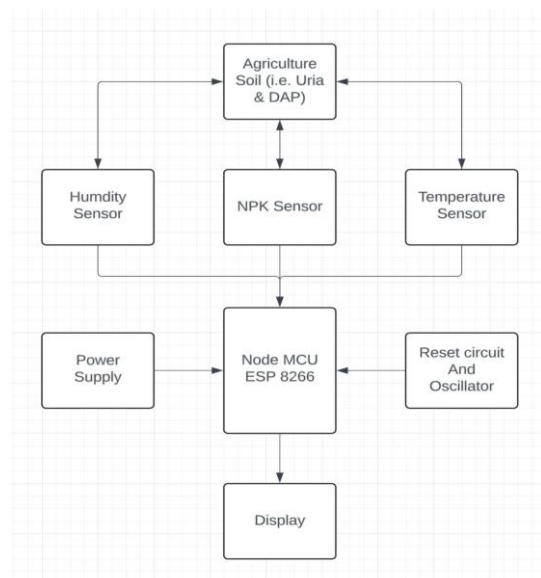 Agriculture
Soil (i.e. Uria
& DAP)
Humdity
Sensor
NPK Sensor
Temperature
Sensor
Power
Supply
Node MCU
ESP 8266
Reset circuit
And
Oscillator
Display